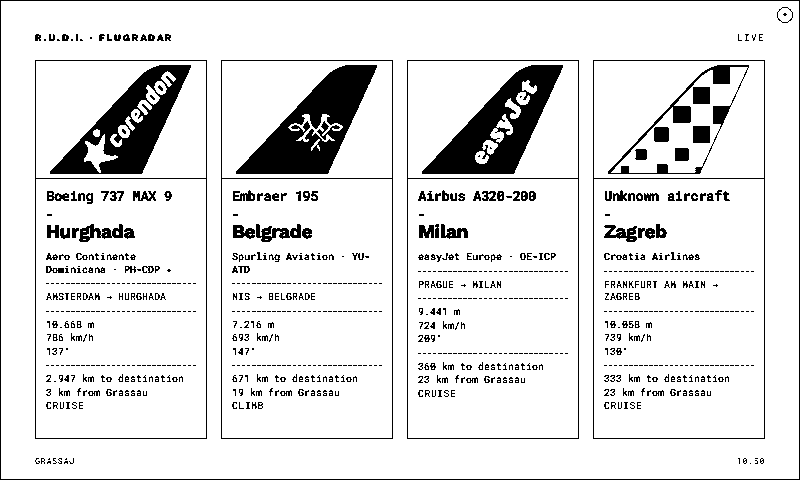 R.U.D.I. · FLUGRADAR
LIVE
corendon
easyJet
Boeing 737 MAX 9
-
Hurghada
Aero Continente
Dominicana · PH-CDP ✦
AMSTERDAM → HURGHADA
10.668 m
786 km/h
137°
2.947 km to destination
3 km from Grassau
CRUISE
Embraer 195
-
Belgrade
Spurling Aviation · YU-
ATD
NIS → BELGRADE
7.216 m
693 km/h
147°
671 km to destination
19 km from Grassau
CLIMB
Airbus A320-200
-
Milan
easyJet Europe · OE-ICP
PRAGUE → MILAN
9.441 m
724 km/h
209°
360 km to destination
23 km from Grassau
CRUISE
Unknown aircraft
-
Zagreb
Croatia Airlines
FRANKFURT AM MAIN →
ZAGREB
10.058 m
739 km/h
130°
333 km to destination
23 km from Grassau
CRUISE
GRASSAU
10.50